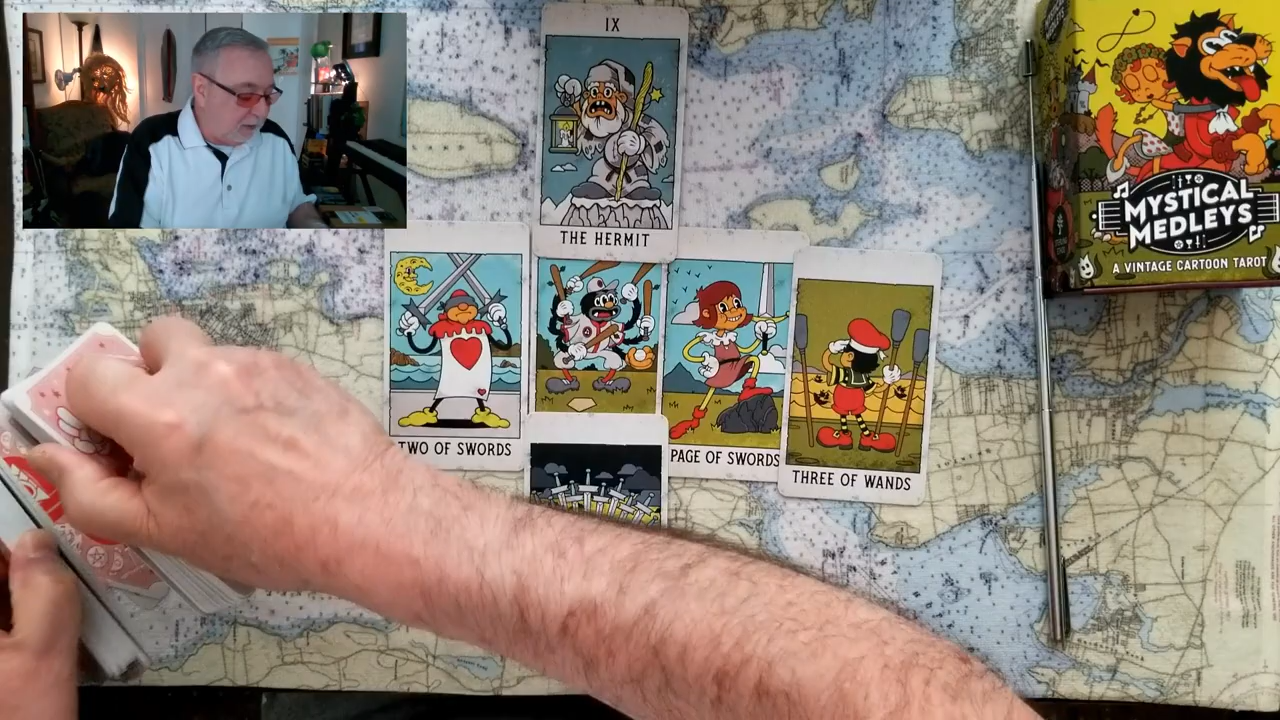 IX
THE HERMIT
TWO OF SWORDS
PAGE OF SWORDS
THREE OF WANDS
MYSTICAL
MEDLEYS
A VINTAGE CARTOON TAROT